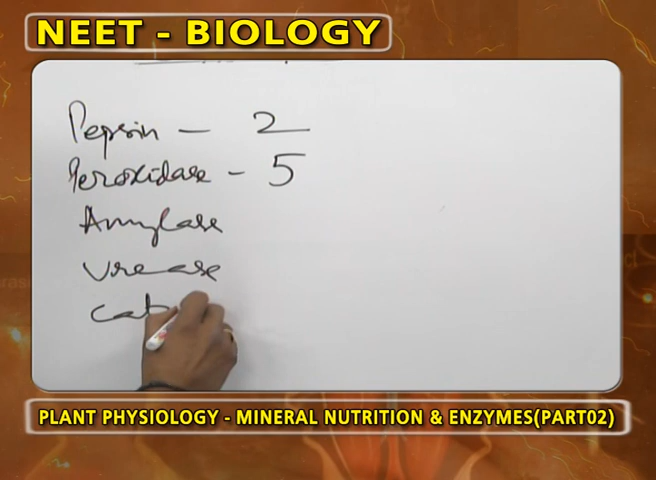 NEET - BIOLOGY
Pepsin - 2
Peroxidase - 5
Amylase
Urease
PLANT PHYSIOLOGY - MINERAL NUTRITION & ENZYMES(PART02)